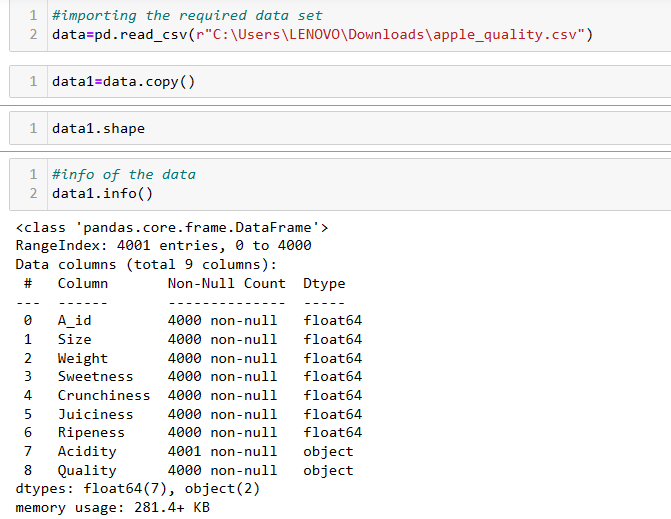 1 #importing the required data set
2 data=pd.read_csv(r"C:\Users\LENOVO\Downloads\apple_quality.csv")
1 data1=data.copy()
1 data1.shape
1 #info of the data
2 data1.info()
<class 'pandas.core.frame.DataFrame'>
RangeIndex: 4001 entries, 0 to 4000
Data columns (total 9 columns):
 #   Column       Non-Null Count  Dtype
---  ------       --------------  -----
 0   A_id         4000 non-null   float64
 1   Size         4000 non-null   float64
 2   Weight       4000 non-null   float64
 3   Sweetness    4000 non-null   float64
 4   Crunchiness  4000 non-null   float64
 5   Juiciness    4000 non-null   float64
 6   Ripeness     4000 non-null   float64
 7   Acidity      4001 non-null   object
 8   Quality      4000 non-null   object
dtypes: float64(7), object(2)
memory usage: 281.4+ KB